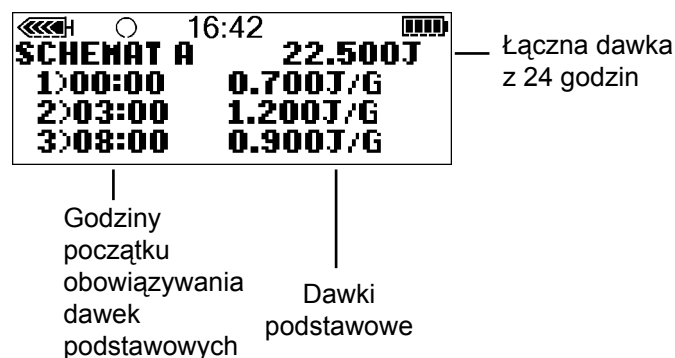 16:42
SCHEMAT A 22.500J
1)00:00 0.700J/G
2)03:00 1.200J/G
3)08:00 0.900J/G
Łączna dawka
z 24 godzin
Godziny
początku
obowiązywania
dawek
podstawowych
Dawki
podstawowe